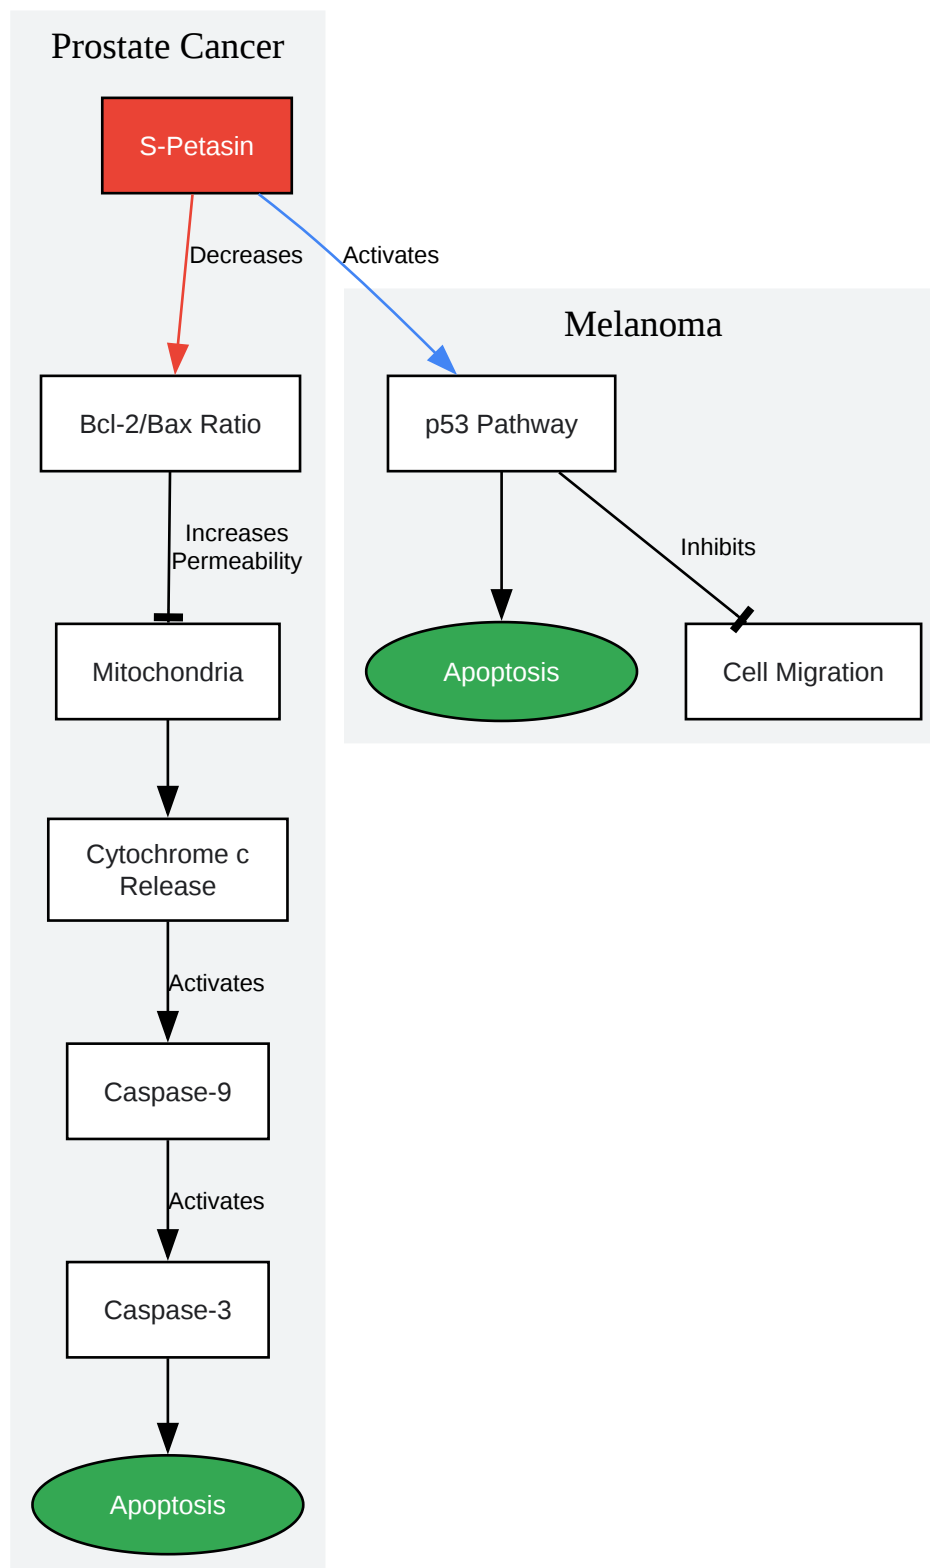 Prostate Cancer
S-Petasin
Decreases
Activates
Melanoma
Bcl-2/Bax Ratio
p53 Pathway
Increases
Permeability
Inhibits
Mitochondria
Apoptosis
Cell Migration
Cytochrome c
Release
Activates
Caspase-9
Activates
Caspase-3
Apoptosis